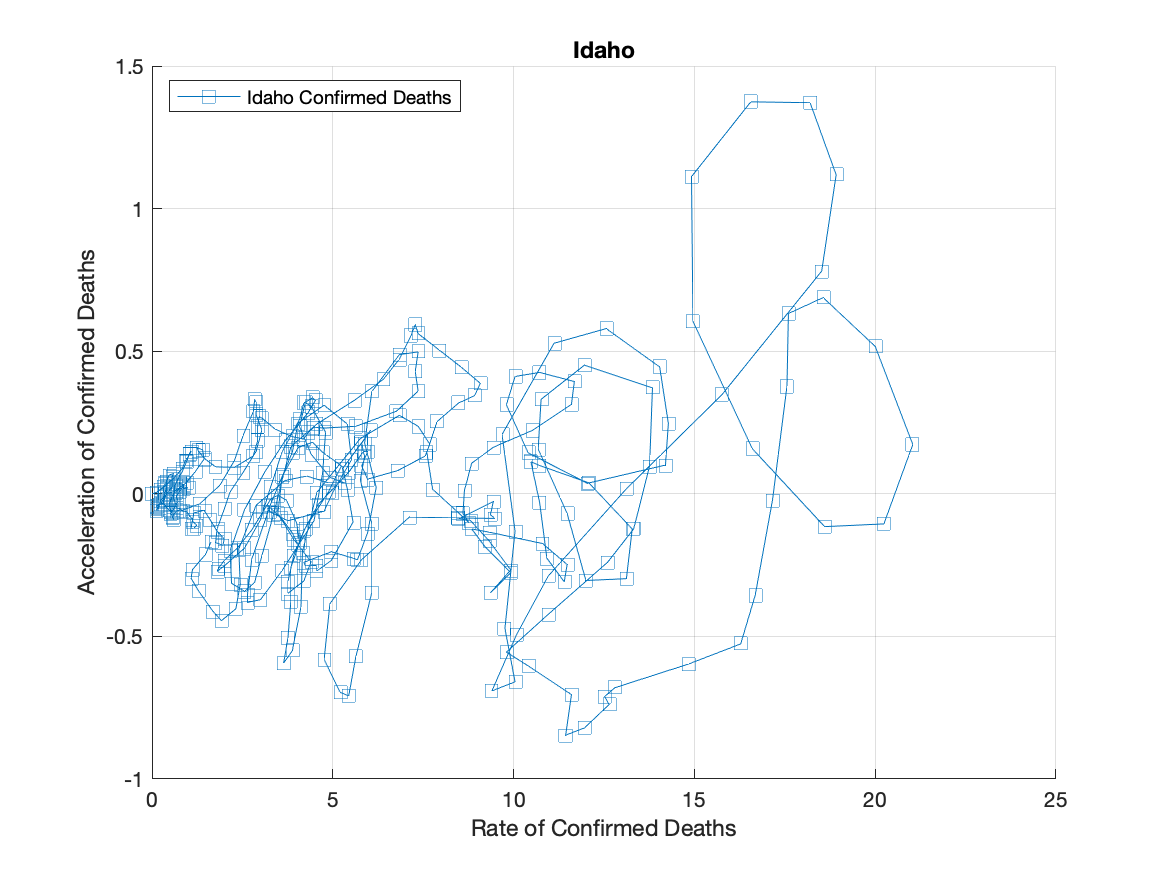 Idaho
Idaho Confirmed Deaths
1.5
1
0.5
0
-0.5
-1
Acceleration of Confirmed Deaths
0 5 10 15 20 25
Rate of Confirmed Deaths